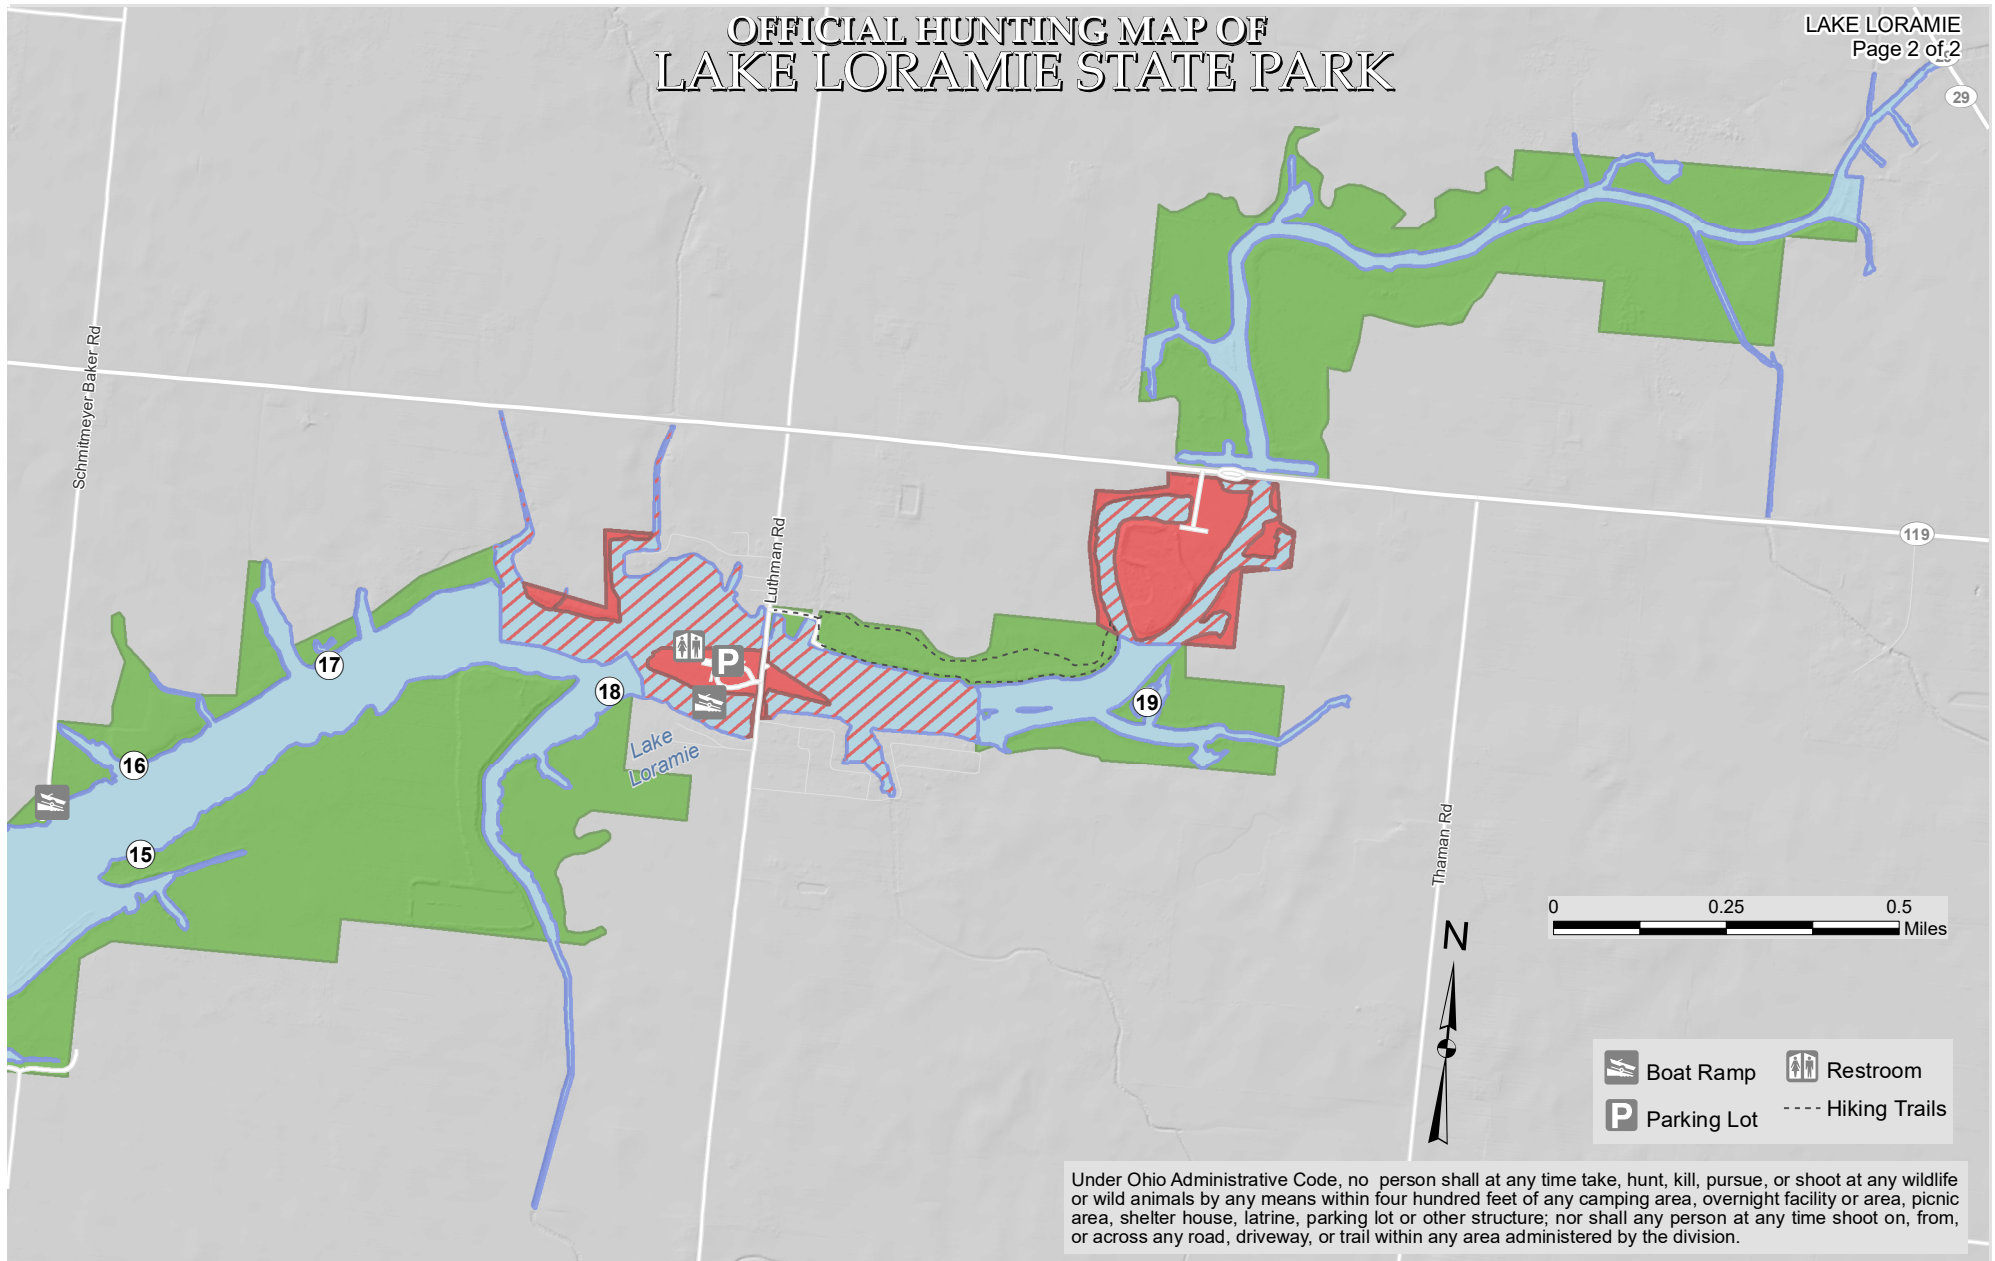 OFFICIAL HUNTING MAP OF
LAKE LORAMIE STATE PARK
LAKE LORAMIE
Page 2 of 2
29
Schmitmeyer Baker Rd
Luthman Rd
119
17
18
19
16
15
Lake
Loramie
Thaman Rd
0 0.25 0.5
Miles
N
Boat Ramp
Restroom
P
P Parking Lot
Hiking Trails
Under Ohio Administrative Code, no person shall at any time take, hunt, kill, pursue, or shoot at any wildlife
or wild animals by any means within four hundred feet of any camping area, overnight facility or area, picnic
area, shelter house, latrine, parking lot or other structure; nor shall any person at any time shoot on, from,
or across any road, driveway, or trail within any area administered by the division.